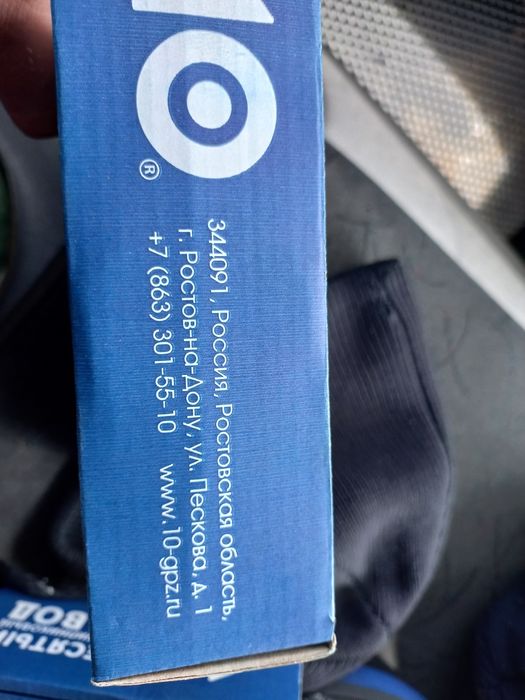 10
®
344091, Россия, Ростовская область,
г. Ростов-на-Дону, ул. Пескова, д. 1
+7 (863) 301-55-10 www.10-gpz.ru